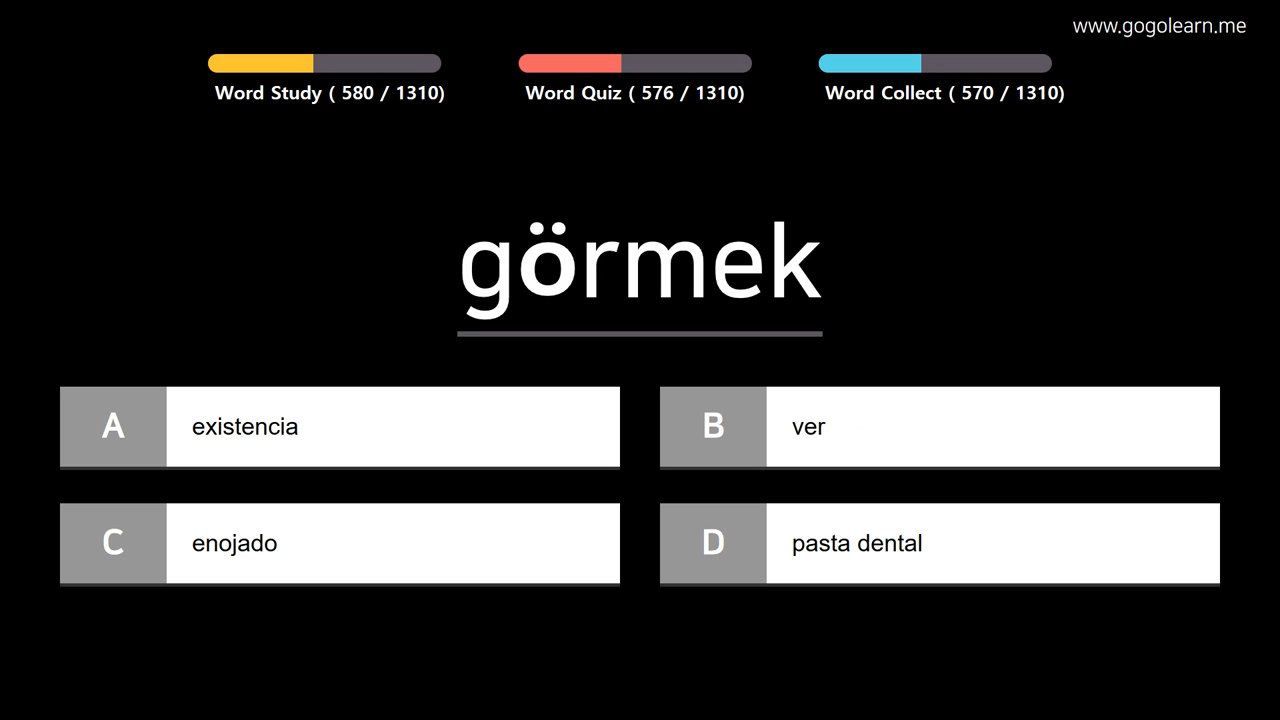 www.gogolearn.me
Word Study ( 580 / 1310)
Word Quiz ( 576 / 1310)
Word Collect ( 570 / 1310)
görmek
A existencia
B ver
C enojado
D pasta dental